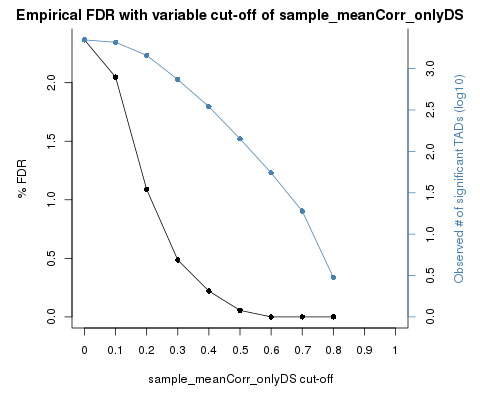 Empirical FDR with variable cut-off of sample_meanCorr_onlyDS
% FDR
0.0 0.5 1.0 1.5 2.0
0.0 0.5 1.0 1.5 2.0 2.5 3.0
Observed # of significant TADs (log10)
0 0.1 0.2 0.3 0.4 0.5 0.6 0.7 0.8 0.9 1
sample_meanCorr_onlyDS cut-off